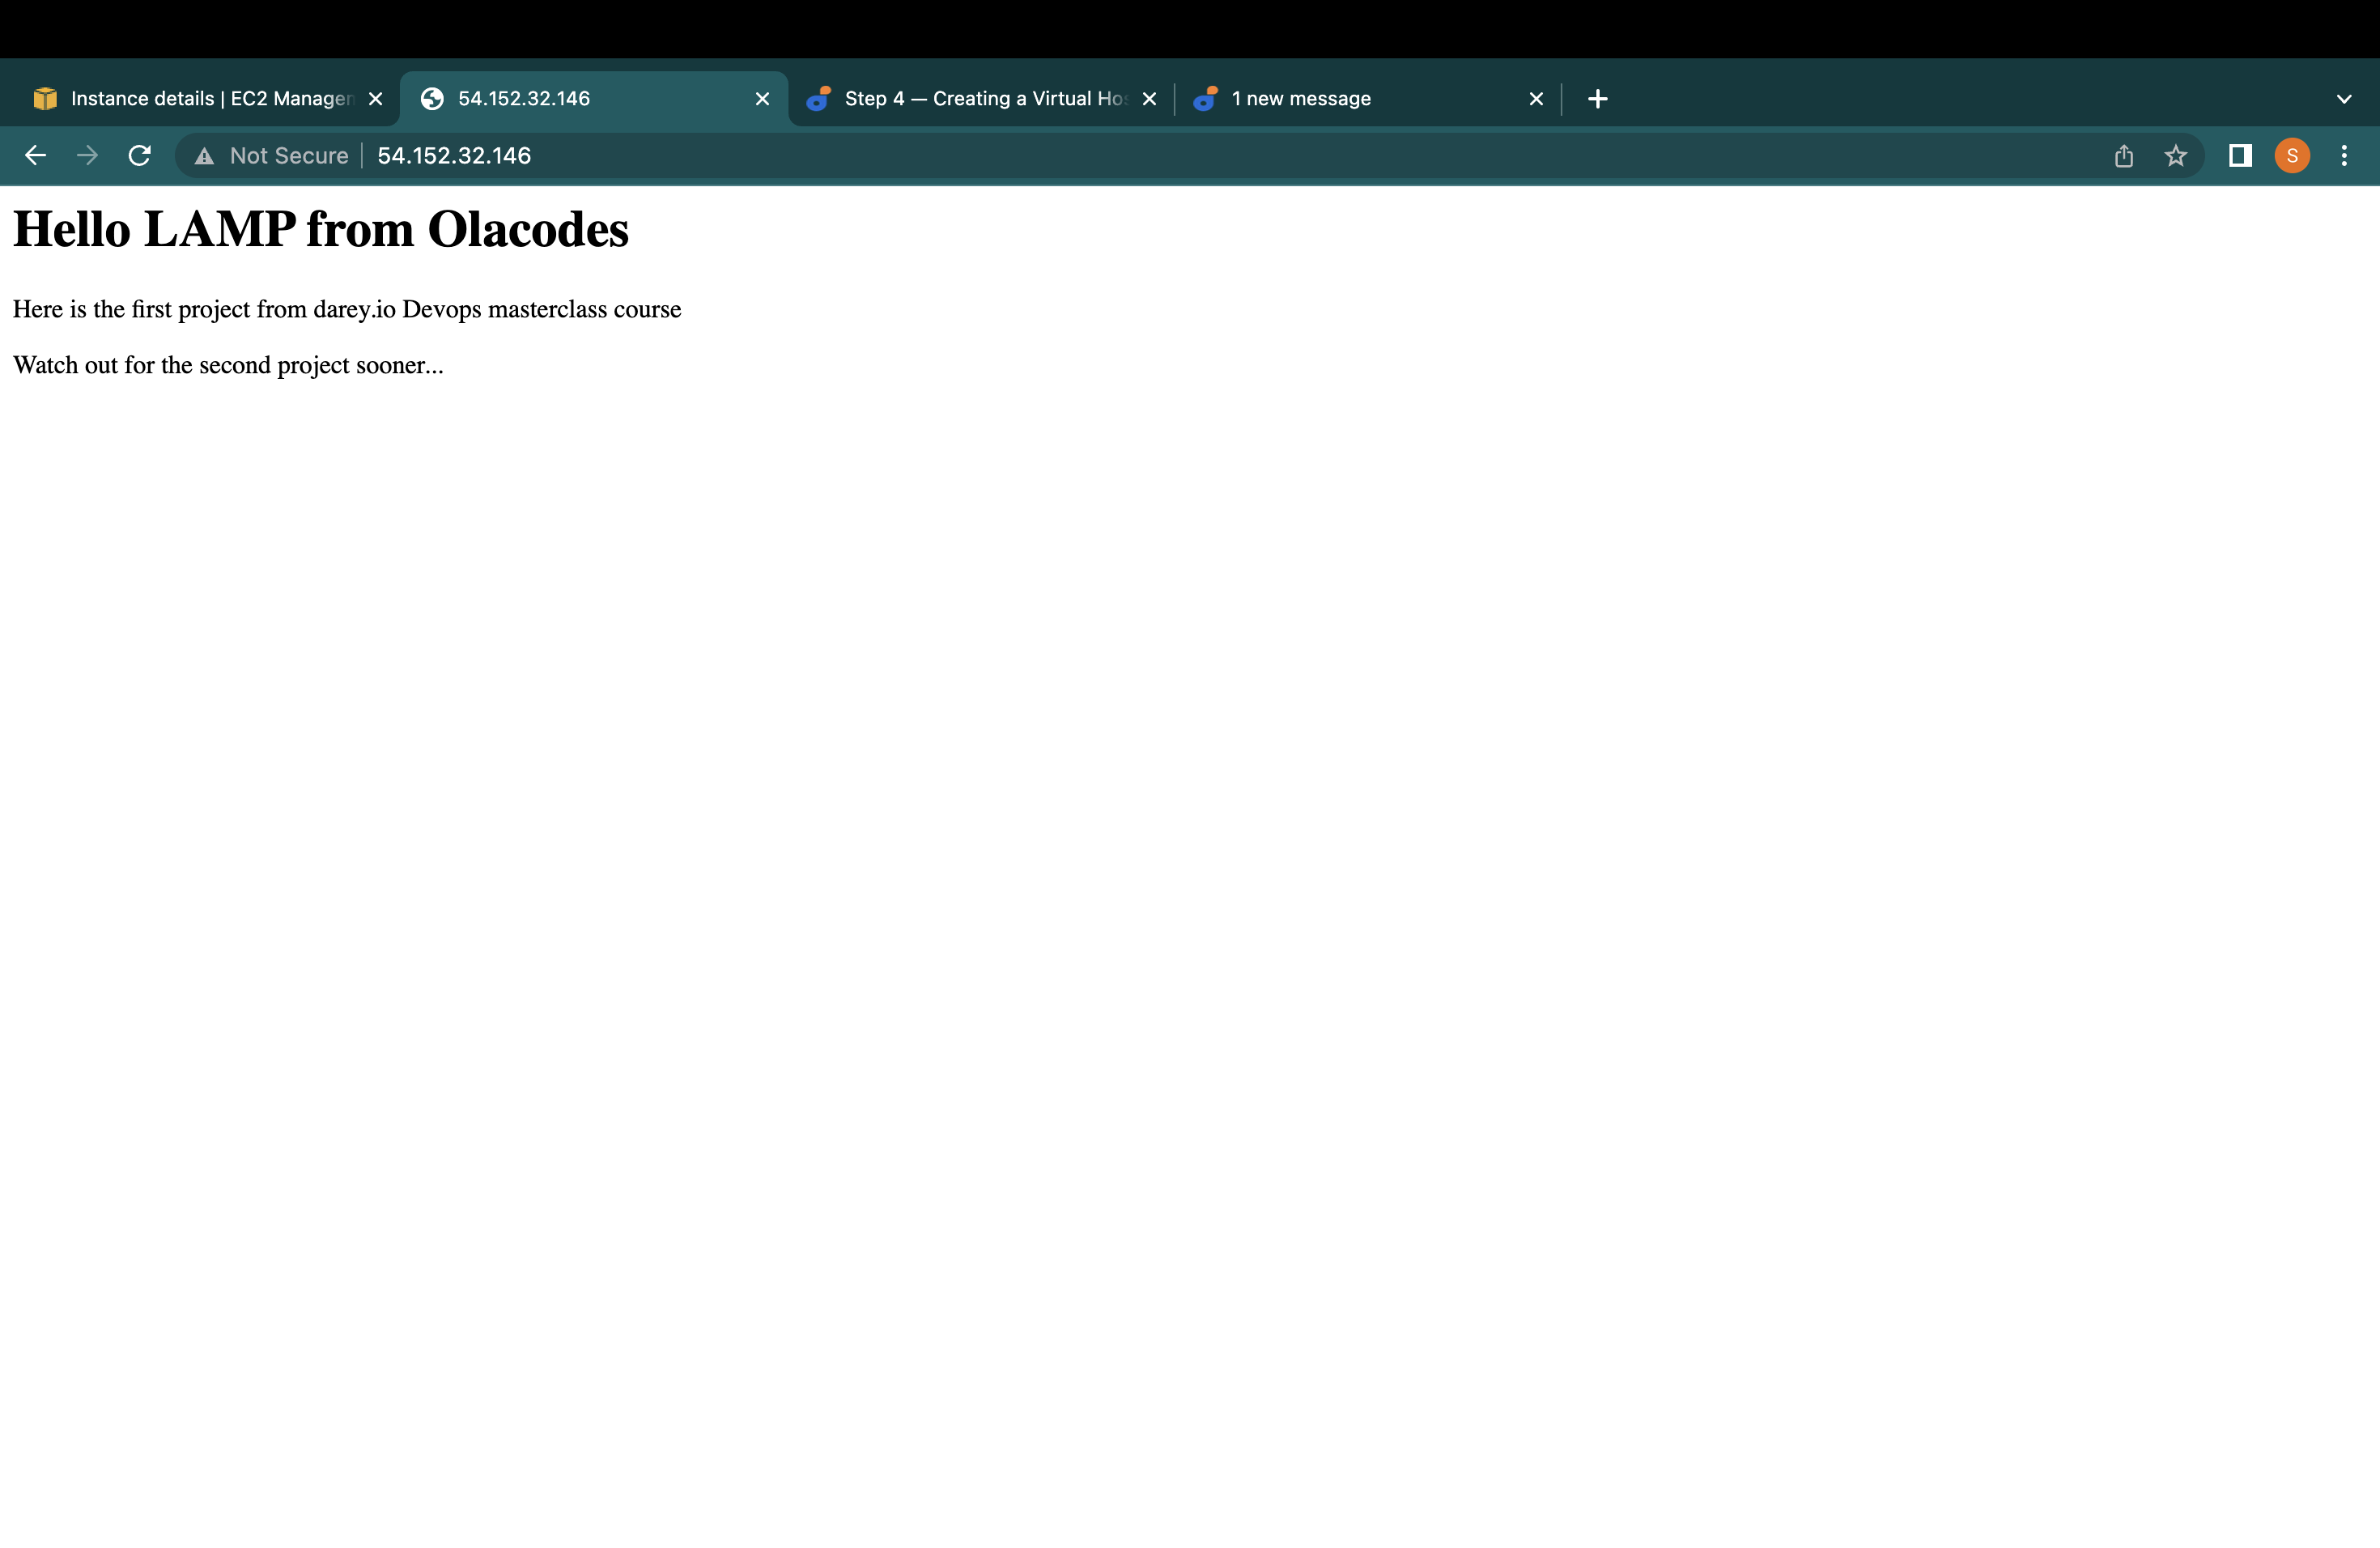 Instance details | EC2 Manager
54.152.32.146
Step 4 — Creating a Virtual Hos
1 new message
Not Secure
54.152.32.146
S
Hello LAMP from Olacodes
Here is the first project from darey.io Devops masterclass course
Watch out for the second project sooner...